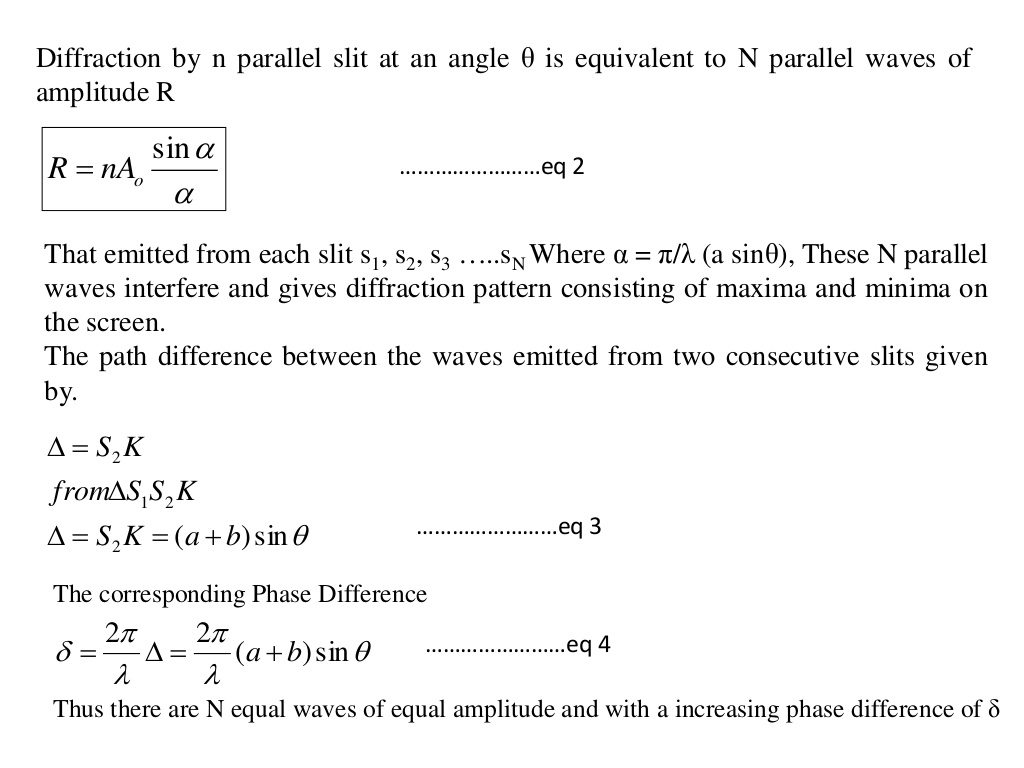 Diffraction by n parallel slit at an angle θ is equivalent to N parallel waves of
amplitude R
R = nA₀ sin α / α
........................eq 2
That emitted from each slit s₁, s₂, s₃ …..s_N Where α = π/λ (a sinθ), These N parallel
waves interfere and gives diffraction pattern consisting of maxima and minima on
the screen.
The path difference between the waves emitted from two consecutive slits given
by.
Δ = S₂K
fromΔS₁S₂K
Δ = S₂K = (a + b) sin θ
........................eq 3
The corresponding Phase Difference
δ = 2π/λ Δ = 2π/λ (a + b) sin θ
........................eq 4
Thus there are N equal waves of equal amplitude and with a increasing phase difference of δ